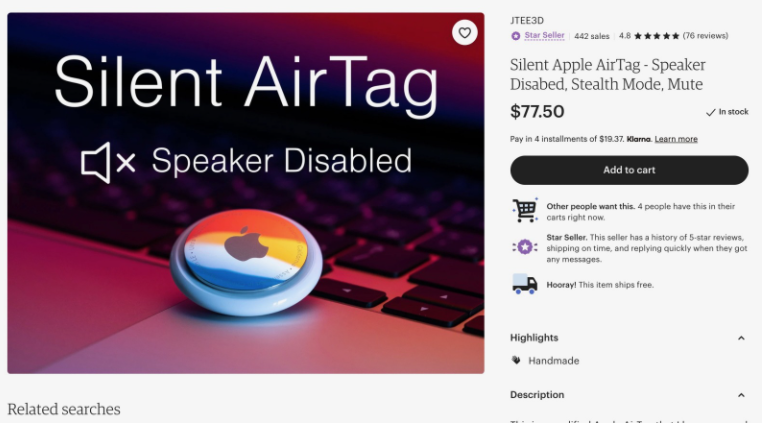 Silent AirTag
Speaker Disabled
Related searches
JTEE3D
Star Seller 442 sales 4.8 ★★★★★ (76 reviews)
Silent Apple AirTag - Speaker
Disabed, Stealth Mode, Mute
$77.50
✓ In stock
Pay in 4 installments of $19.37. Klarna. Learn more
Add to cart
Other people want this. 4 people have this in their
carts right now.
Star Seller. This seller has a history of 5-star reviews,
shipping on time, and replying quickly when they got
any messages.
Hooray! This item ships free.
Highlights
Handmade
Description